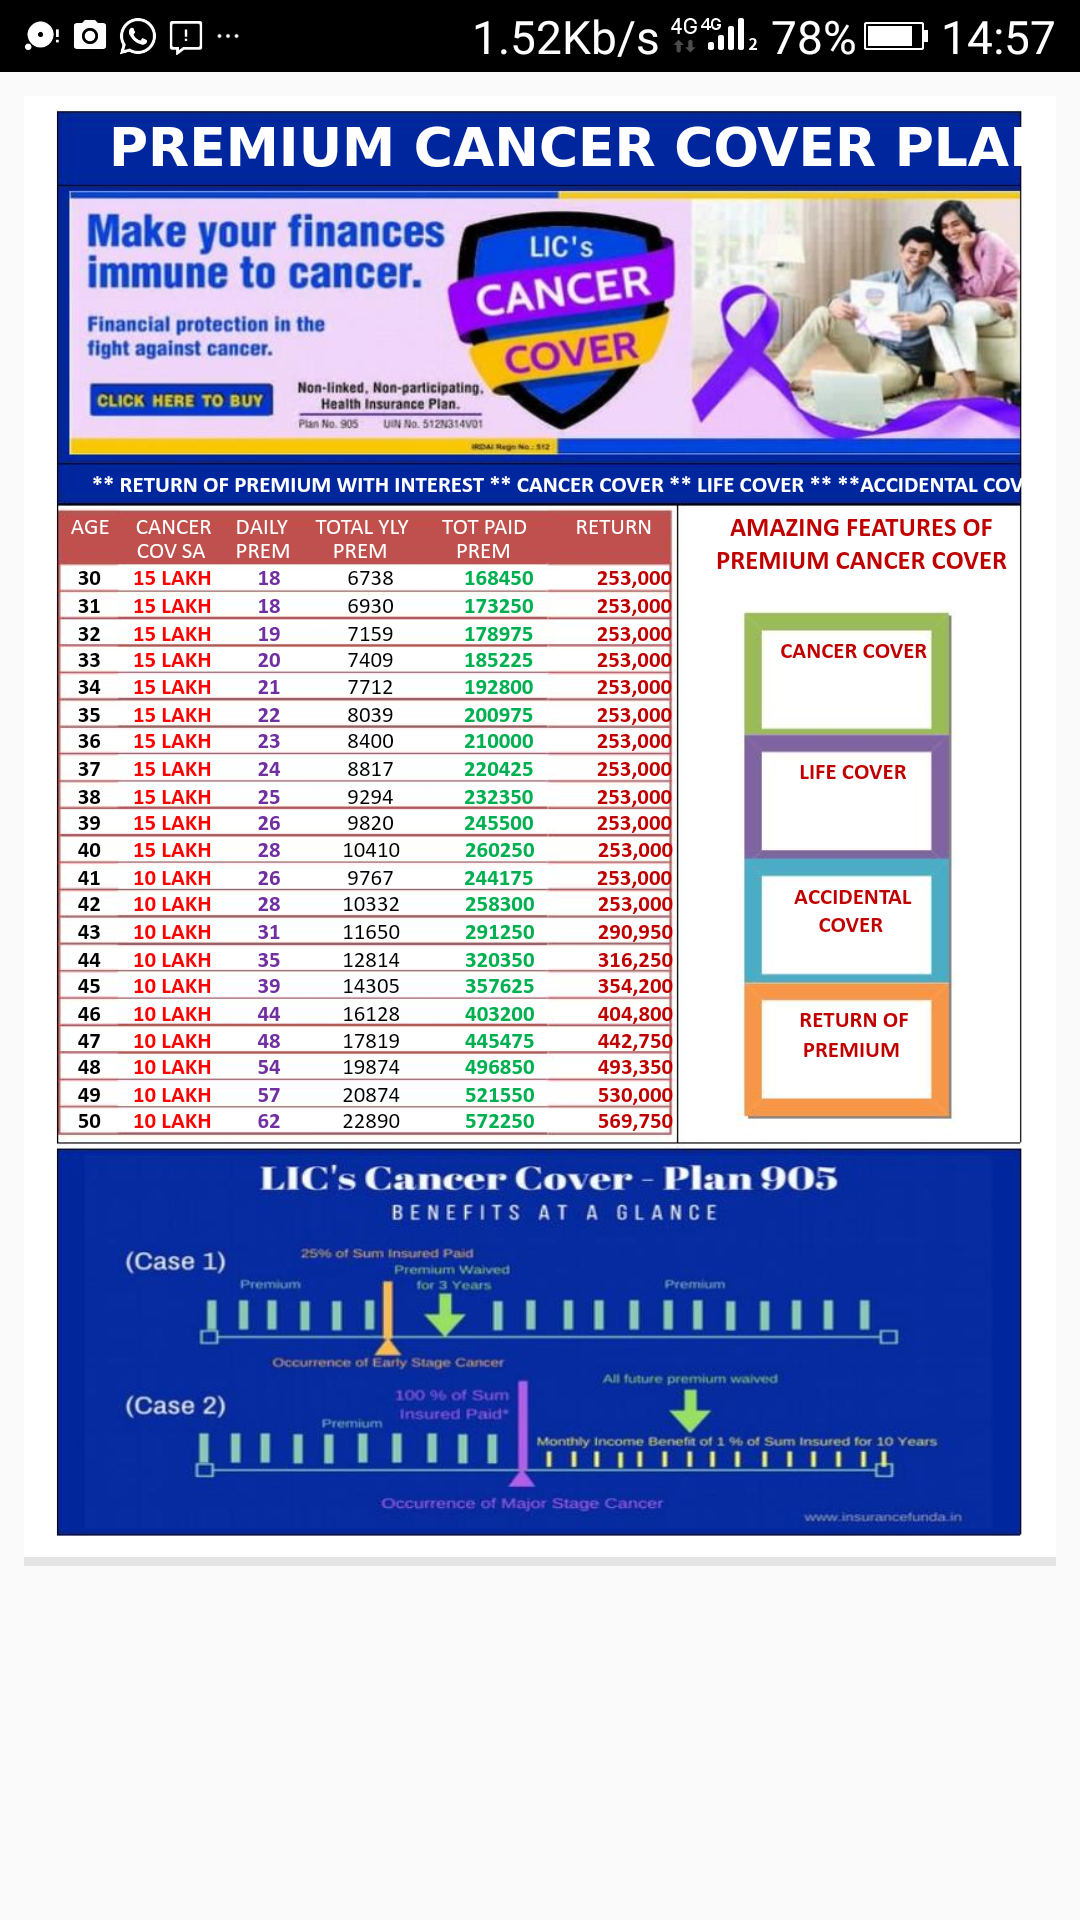 1.52Kb/s 4G 4G 2 78% 14:57
PREMIUM CANCER COVER PLA
Make your finances
immune to cancer.
Financial protection in the
fight against cancer.
CLICK HERE TO BUY
Non-linked, Non-participating,
Health Insurance Plan.
Plan No. 905 UIN No. 512N314V01
LIC's
CANCER
COVER
IRDAI Regn No.: 512
** RETURN OF PREMIUM WITH INTEREST ** CANCER COVER ** LIFE COVER ** **ACCIDENTAL COV
AGE CANCER DAILY TOTAL YLY TOT PAID RETURN
COV SA PREM PREM PREM
30 15 LAKH 18 6738 168450 253,000
31 15 LAKH 18 6930 173250 253,000
32 15 LAKH 19 7159 178975 253,000
33 15 LAKH 20 7409 185225 253,000
34 15 LAKH 21 7712 192800 253,000
35 15 LAKH 22 8039 200975 253,000
36 15 LAKH 23 8400 210000 253,000
37 15 LAKH 24 8817 220425 253,000
38 15 LAKH 25 9294 232350 253,000
39 15 LAKH 26 9820 245500 253,000
40 15 LAKH 28 10410 260250 253,000
41 10 LAKH 26 9767 244175 253,000
42 10 LAKH 28 10332 258300 253,000
43 10 LAKH 31 11650 291250 290,950
44 10 LAKH 35 12814 320350 316,250
45 10 LAKH 39 14305 357625 354,200
46 10 LAKH 44 16128 403200 404,800
47 10 LAKH 48 17819 445475 442,750
48 10 LAKH 54 19874 496850 493,350
49 10 LAKH 57 20874 521550 530,000
50 10 LAKH 62 22890 572250 569,750
AMAZING FEATURES OF
PREMIUM CANCER COVER
CANCER COVER
LIFE COVER
ACCIDENTAL
COVER
RETURN OF
PREMIUM
LIC's Cancer Cover - Plan 905
BENEFITS AT A GLANCE
(Case 1)
25% of Sum Insured Paid
Premium Waived
for 3 Years
Premium
Premium
Occurrence of Early Stage Cancer
(Case 2)
All future premium waived
100 % of Sum
Insured Paid*
Premium
Monthly Income Benefit of 1 % of Sum Insured for 10 Years
Occurrence of Major Stage Cancer
www.insurancefunda.in